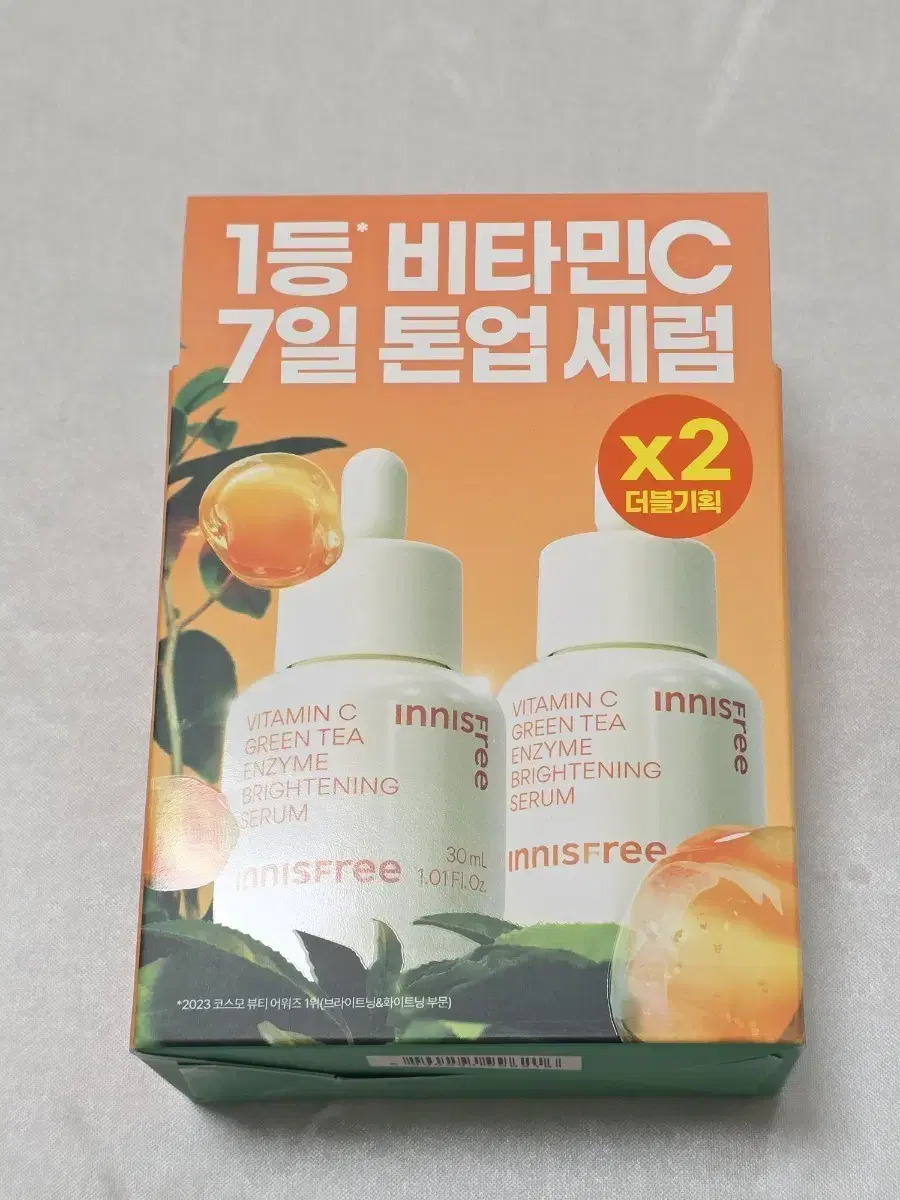 1등* 비타민C
7일 톤업 세럼
x2
더블기획
VITAMIN C
GREEN TEA
ENZYME
BRIGHTENING
SERUM
innisfree
innisfree
30 mL
1.01 Fl.Oz.
VITAMIN C
GREEN TEA
ENZYME
BRIGHTENING
SERUM
innisfree
innisfree
*2023 코스모 뷰티 어워즈 1위(브라이트닝&화이트닝 부문)